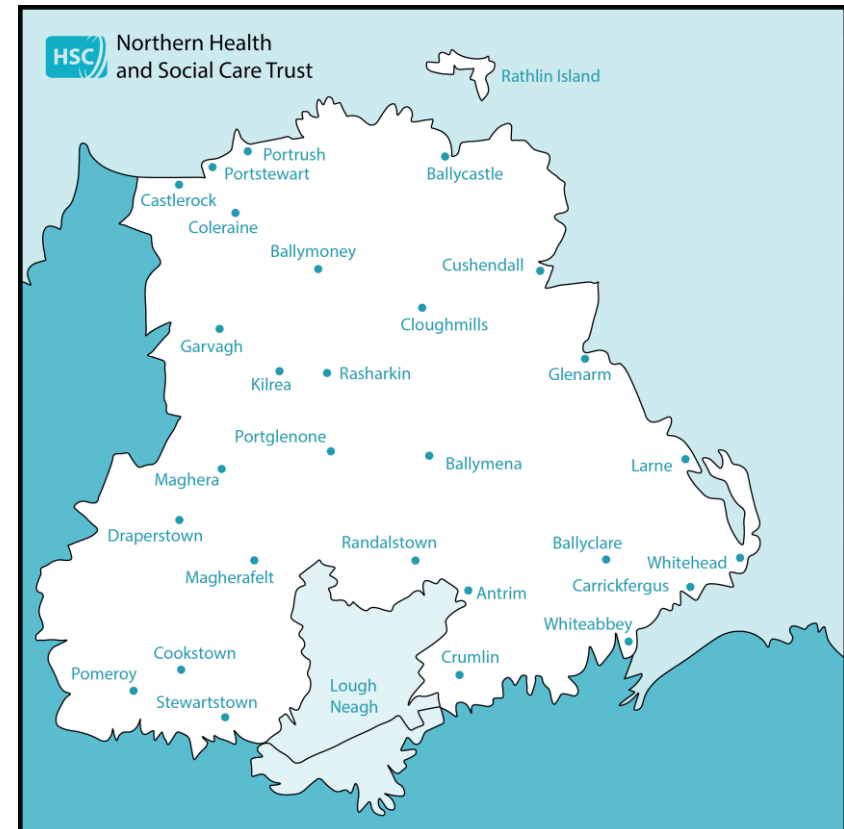 HSC
Northern Health
and Social Care Trust
Rathlin Island
Portrush
Portstewart
Ballycastle
Castlerock
Coleraine
Ballymoney
Cushendall
Cloughmills
Garvagh
Rasharkin
Glenarm
Kilrea
Portglenone
Ballymena
Larne
Maghera
Draperstown
Randalstown
Ballyclare
Whitehead
Magherafelt
Carrickfergus
Antrim
Whiteabbey
Cookstown
Crumlin
Pomeroy
Lough
Neagh
Stewartstown